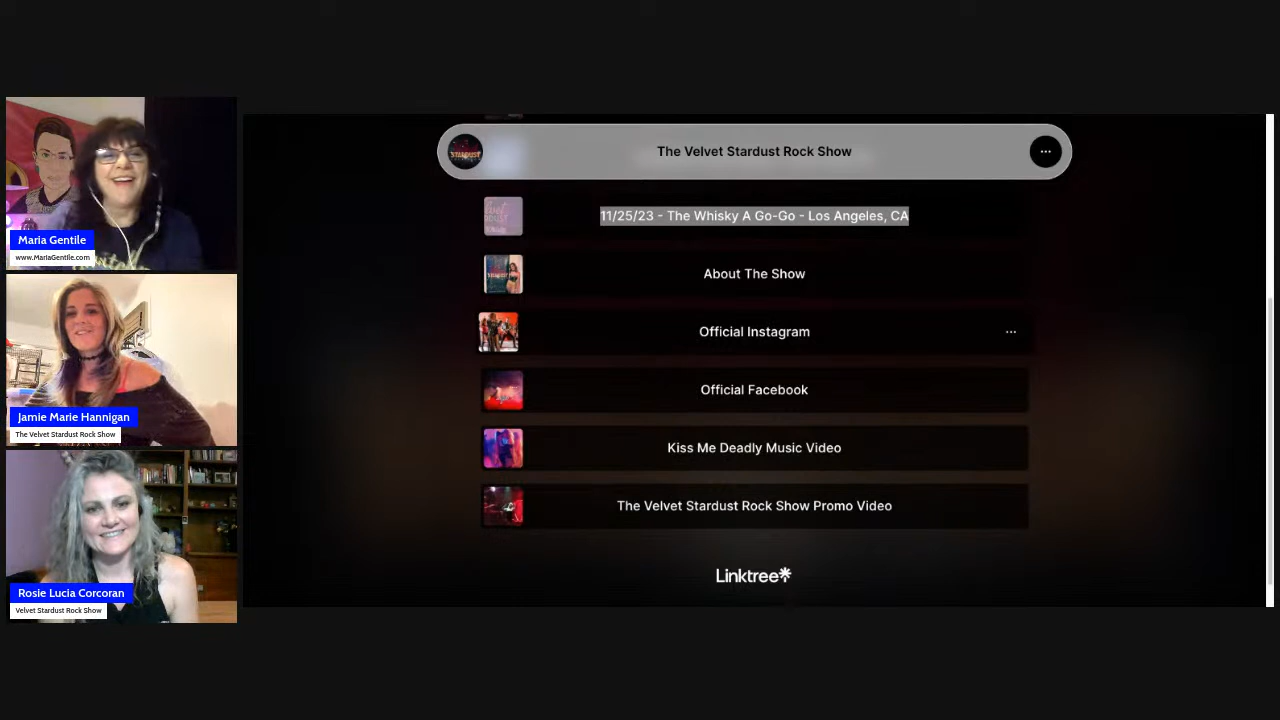 Maria Gentile
www.MariaGentile.com
Jamie Marie Hannigan
The Velvet Stardust Rock Show
Rosie Lucia Corcoran
Velvet Stardust Rock Show
STARDUST
The Velvet Stardust Rock Show
11/25/23 - The Whisky A Go-Go - Los Angeles, CA
About The Show
Official Instagram
Official Facebook
Kiss Me Deadly Music Video
The Velvet Stardust Rock Show Promo Video
Linktree